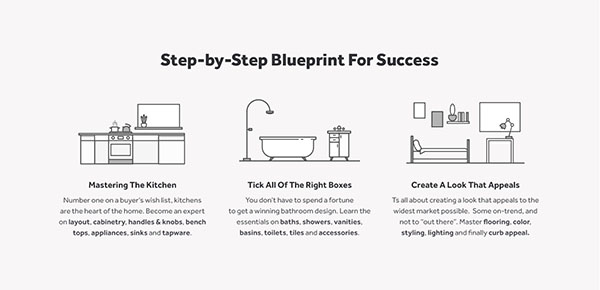 Step-by-Step Blueprint For Success
Mastering The Kitchen
Number one on a buyer's wish list, kitchens
are the heart of the home. Become an expert
on layout, cabinetry, handles & knobs, bench
tops, appliances, sinks and tapware.
Tick All Of The Right Boxes
You don't have to spend a fortune
to get a winning bathroom design. Learn the
essentials on baths, showers, vanities,
basins, toilets, tiles and accessories.
Create A Look That Appeals
Ts all about creating a look that appeals to the
widest market possible. Some on-trend, and
not to "out there". Master flooring, color,
styling, lighting and finally curb appeal.